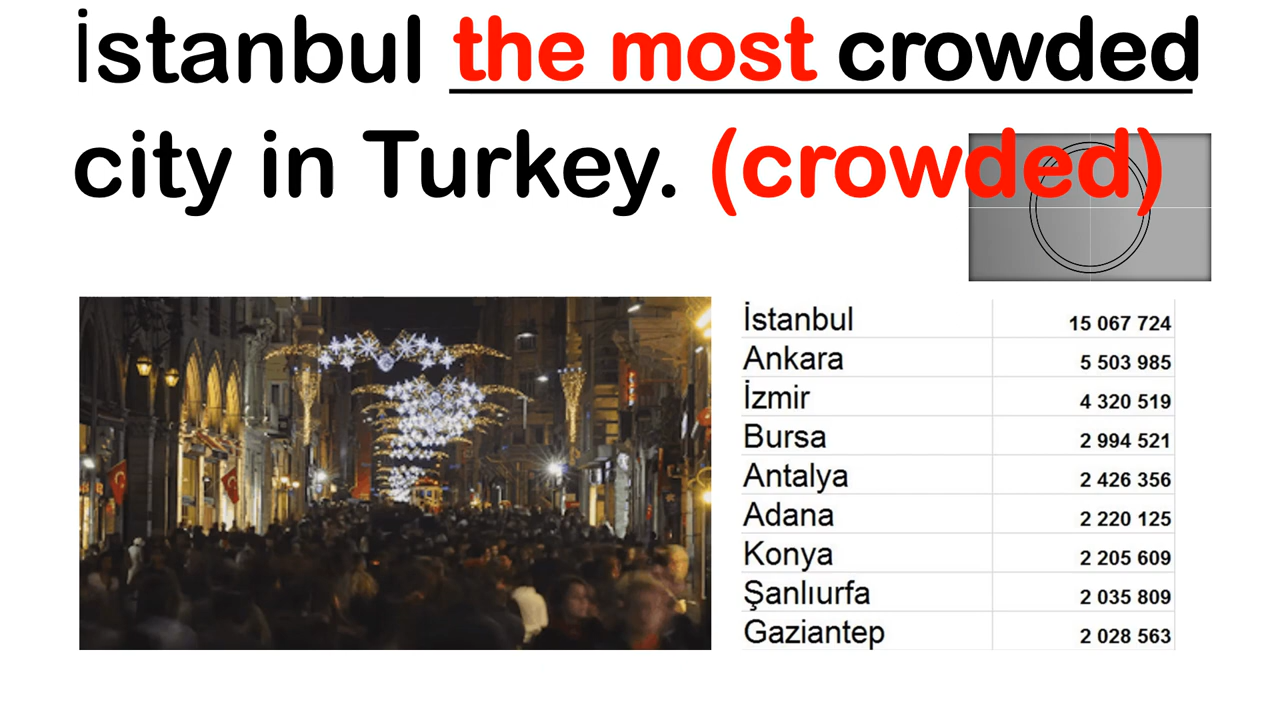 İstanbul the most crowded
city in Turkey. (crowded)
İstanbul 15 067 724
Ankara 5 503 985
İzmir 4 320 519
Bursa 2 994 521
Antalya 2 426 356
Adana 2 220 125
Konya 2 205 609
Şanlıurfa 2 035 809
Gaziantep 2 028 563